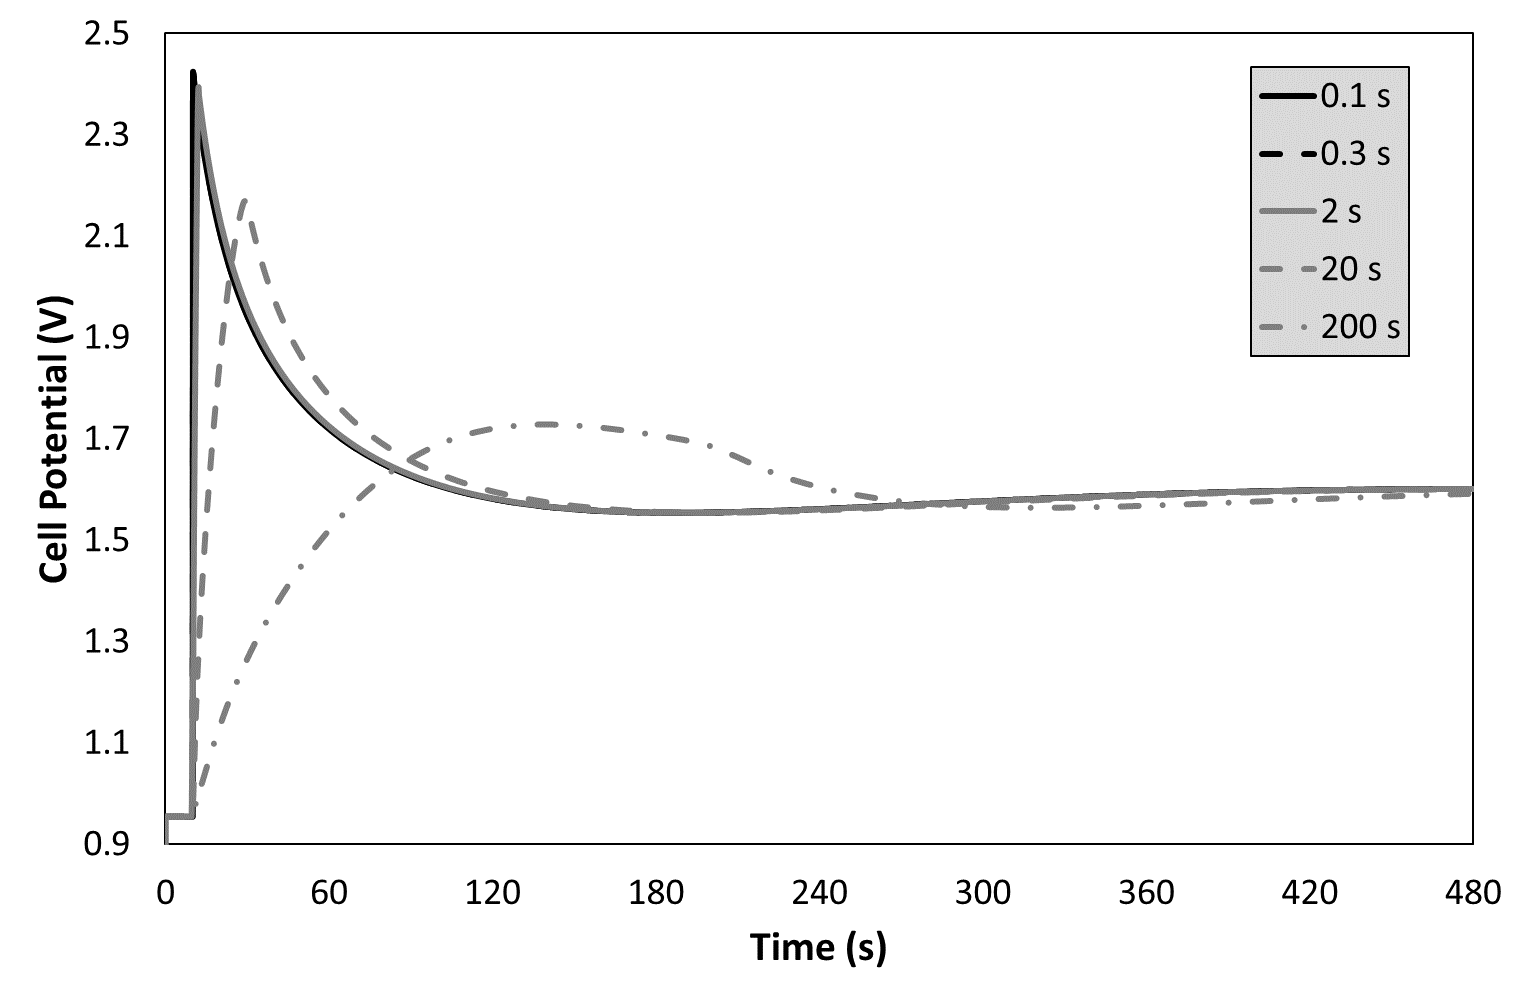 2.5
2.3
2.1
1.9
1.7
1.5
1.3
1.1
0.9
Cell Potential (V)
0.1 s
0.3 s
2 s
20 s
200 s
0 60 120 180 240 300 360 420 480
Time (s)